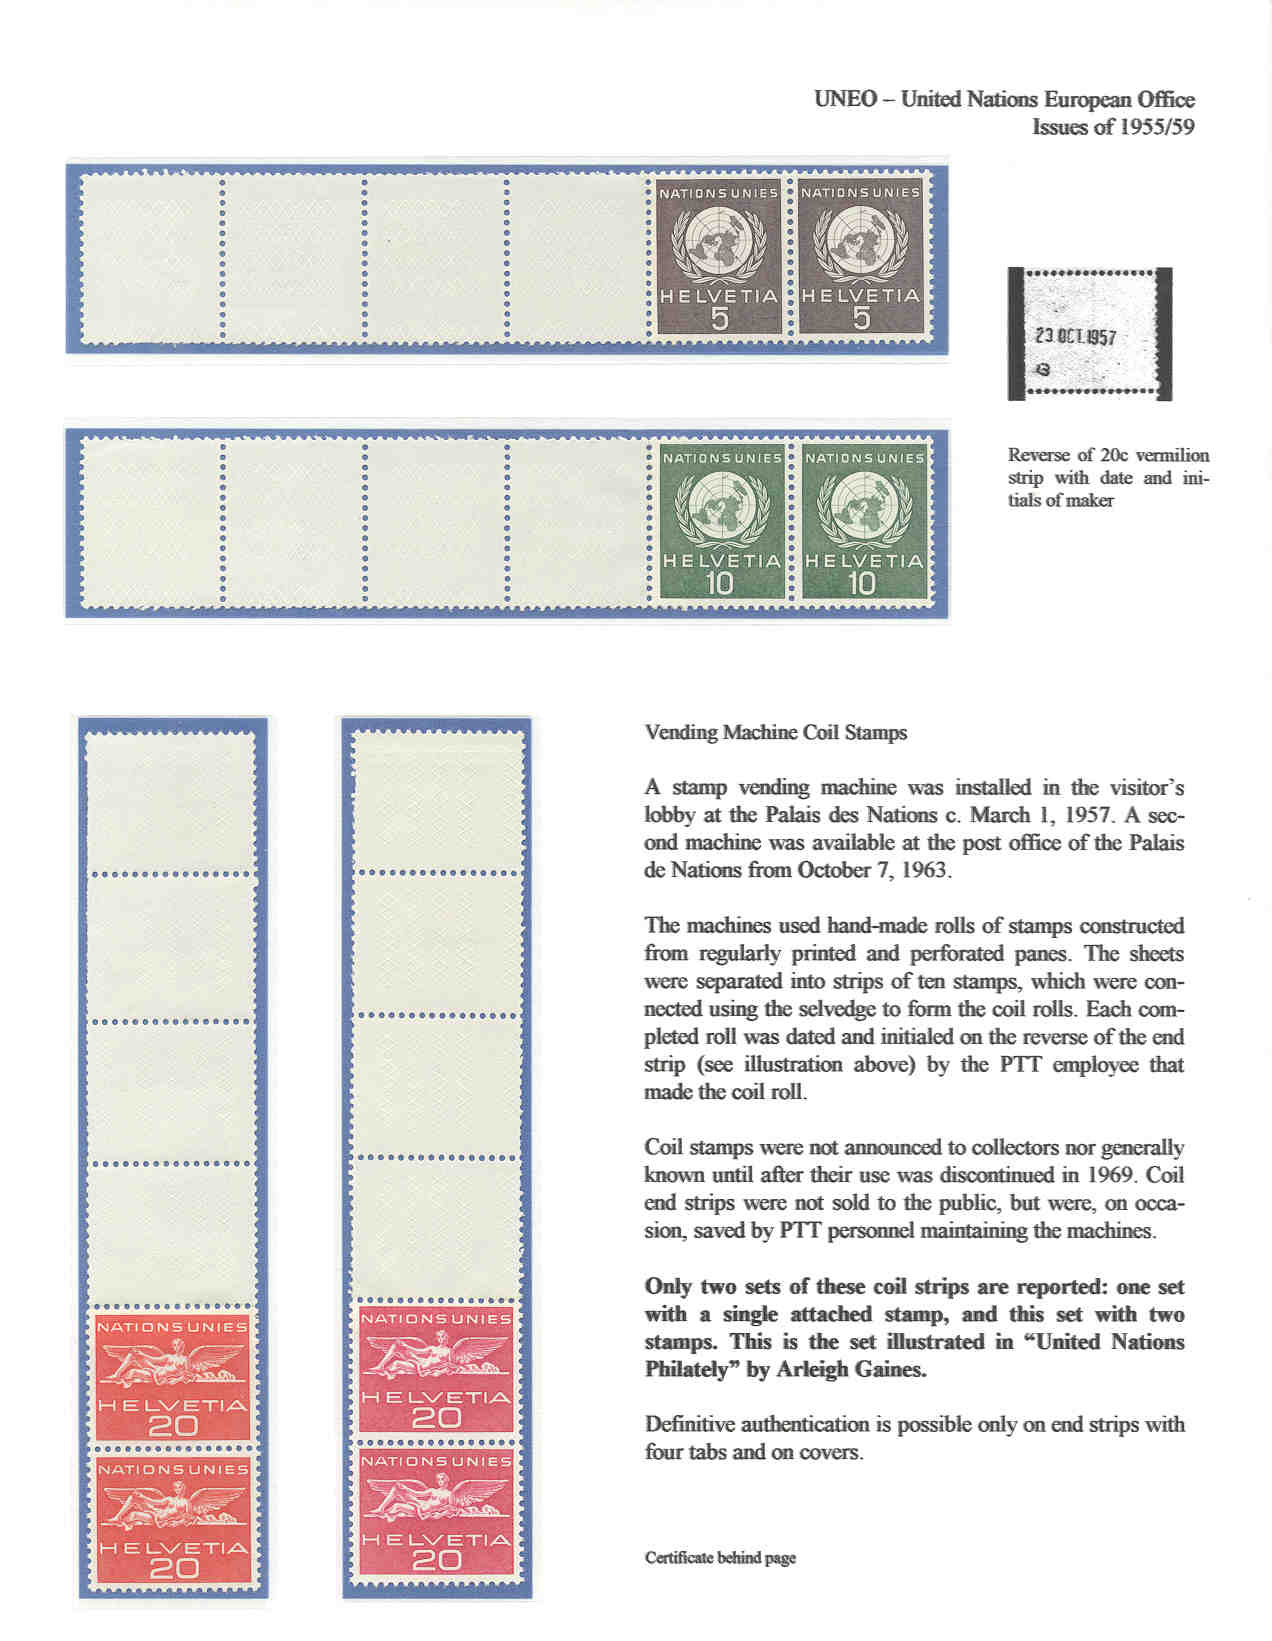 UNEO – United Nations European Office
Issues of 1955/59
NATIONS UNIES NATIONS UNIES
HELVETIA HELVETIA
5 5
23 OCT 1957
Reverse of 20c vermilion
strip with date and ini-
tials of maker
NATIONS UNIES NATIONS UNIES
HELVETIA HELVETIA
10 10
Vending Machine Coil Stamps
A stamp vending machine was installed in the visitor's
lobby at the Palais des Nations c. March 1, 1957. A sec-
ond machine was available at the post office of the Palais
de Nations from October 7, 1963.
The machines used hand-made rolls of stamps constructed
from regularly printed and perforated panes. The sheets
were separated into strips of ten stamps, which were con-
nected using the selvedge to form the coil rolls. Each com-
pleted roll was dated and initialed on the reverse of the end
strip (see illustration above) by the PTT employee that
made the coil roll.
Coil stamps were not announced to collectors nor generally
known until after their use was discontinued in 1969. Coil
end strips were not sold to the public, but were, on occa-
sion, saved by PTT personnel maintaining the machines.
Only two sets of these coil strips are reported: one set
with a single attached stamp, and this set with two
stamps. This is the set illustrated in “United Nations
Philately” by Arleigh Gaines.
Definitive authentication is possible only on end strips with
four tabs and on covers.
Certificate behind page
NATIONS UNIES
HELVETIA
20
NATIONS UNIES
HELVETIA
20
NATIONS UNIES
HELVETIA
20
NATIONS UNIES
HELVETIA
20